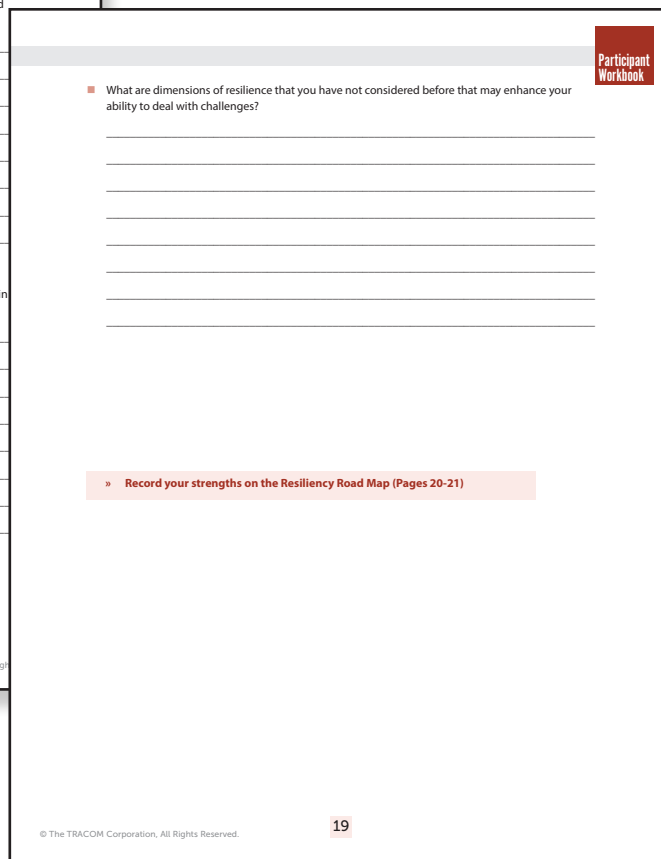 Participant
Workbook
■ What are dimensions of resilience that you have not considered before that may enhance your
ability to deal with challenges?
» Record your strengths on the Resiliency Road Map (Pages 20-21)
© The TRACOM Corporation, All Rights Reserved.
19